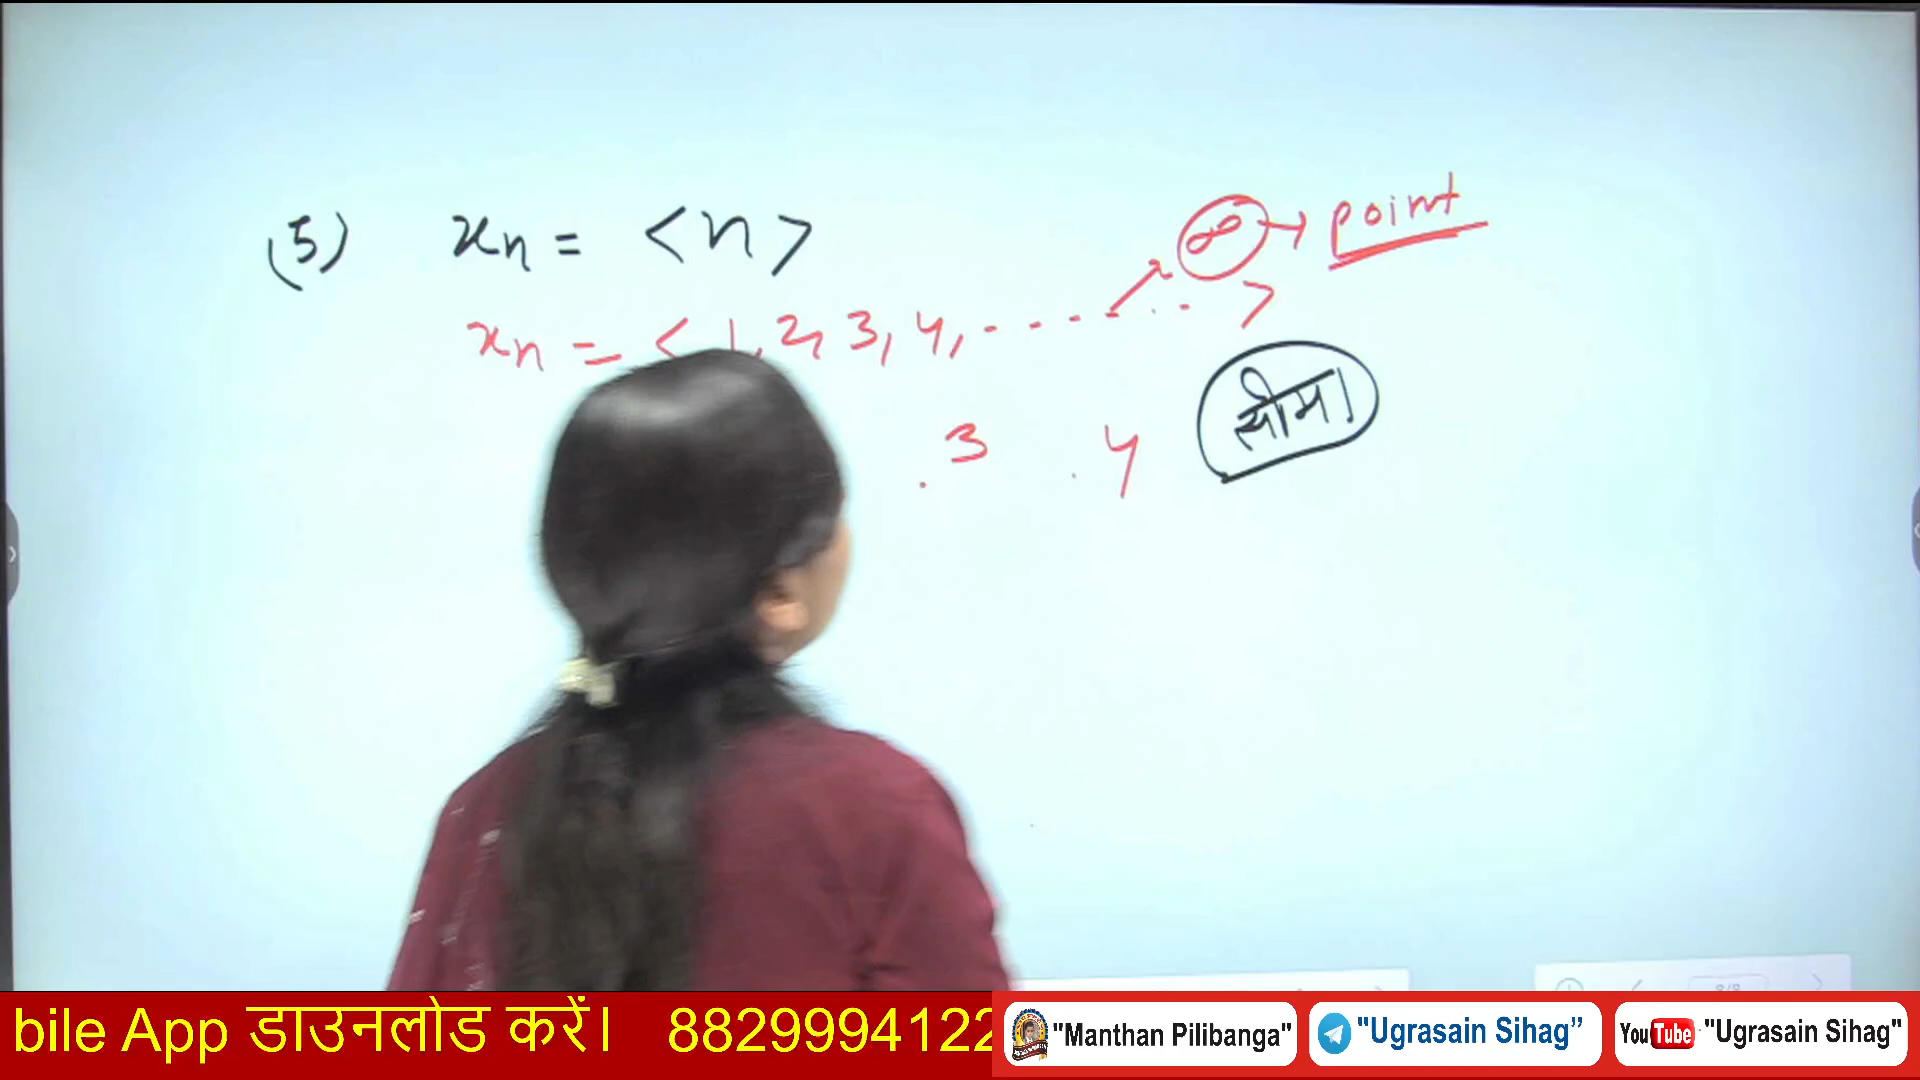 (5) xn = <n>
∞ → point
xn = < 1, 2, 3, 4, - - - - - - >
3 4 सीमा
bile App डाउनलोड करें। 8829994122
"Manthan Pilibanga" "Ugrasain Sihag” YouTube "Ugrasain Sihag"